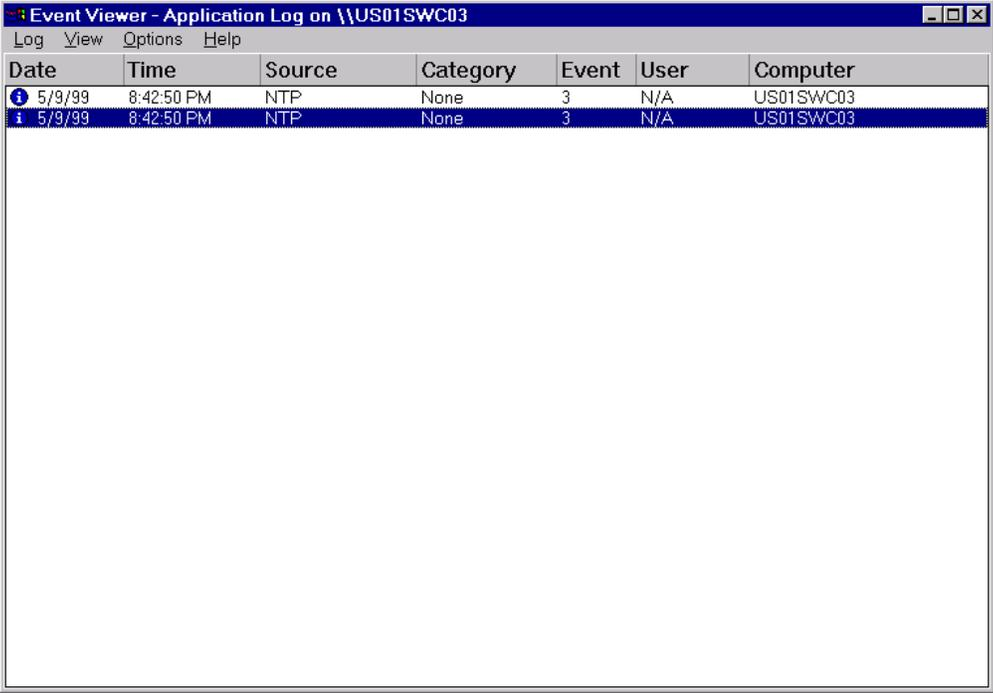 Event Viewer - Application Log on \\US01SWC03
Log View Options Help
Date Time Source Category Event User Computer
5/9/99 8:42:50 PM NTP None 3 N/A US01SWC03
5/9/99 8:42:50 PM NTP None 3 N/A US01SWC03